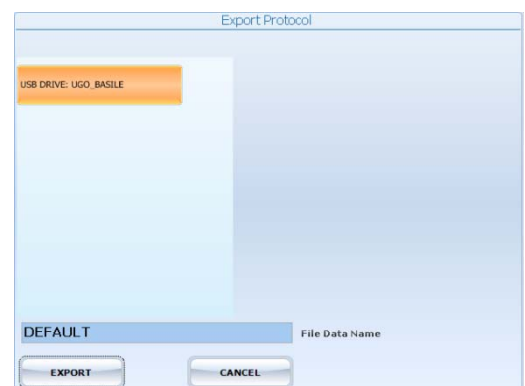 Export Protocol
USB DRIVE: UGO_BASILE
DEFAULT
File Data Name
EXPORT
CANCEL